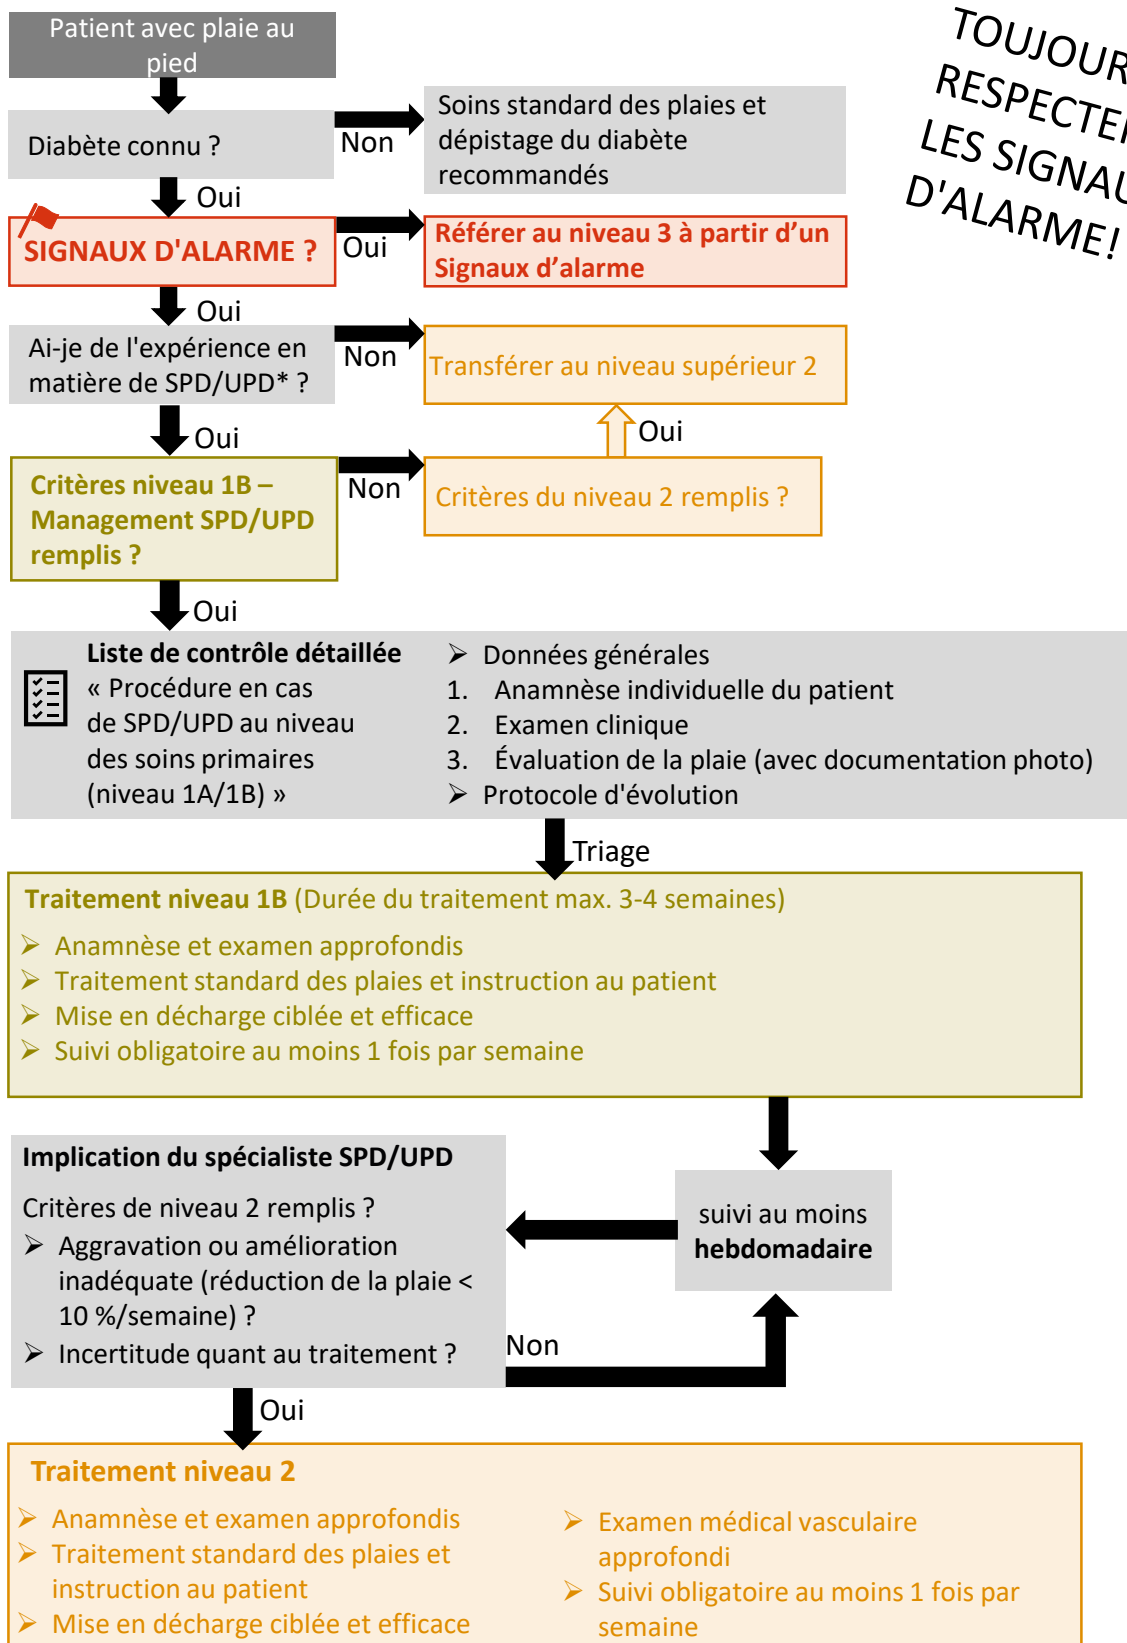 Patient avec plaie au
pied
TOUJOUR
RESPECTE
LES SIGNAU
D'ALARME!
Diabète connu ?
Non
Soins standard des plaies et
dépistage du diabète
recommandés
Oui
SIGNAUX D'ALARME ?
Oui
Référer au niveau 3 à partir d’un
Signaux d’alarme
Oui
Ai-je de l'expérience en
matière de SPD/UPD* ?
Non
Transférer au niveau supérieur 2
Oui
Oui
Critères niveau 1B –
Management SPD/UPD
remplis ?
Non
Critères du niveau 2 remplis ?
Oui
Liste de contrôle détaillée
« Procédure en cas
de SPD/UPD au niveau
des soins primaires
(niveau 1A/1B) »
➢ Données générales
1. Anamnèse individuelle du patient
2. Examen clinique
3. Évaluation de la plaie (avec documentation photo)
➢ Protocole d'évolution
Triage
Traitement niveau 1B (Durée du traitement max. 3-4 semaines)
➢ Anamnèse et examen approfondis
➢ Traitement standard des plaies et instruction au patient
➢ Mise en décharge ciblée et efficace
➢ Suivi obligatoire au moins 1 fois par semaine
Implication du spécialiste SPD/UPD
Critères de niveau 2 remplis ?
➢ Aggravation ou amélioration
inadéquate (réduction de la plaie <
10 %/semaine) ?
➢ Incertitude quant au traitement ?
suivi au moins
hebdomadaire
Non
Oui
Traitement niveau 2
➢ Anamnèse et examen approfondis
➢ Traitement standard des plaies et
instruction au patient
➢ Mise en décharge ciblée et efficace
➢ Examen médical vasculaire
approfondi
➢ Suivi obligatoire au moins 1 fois par
semaine